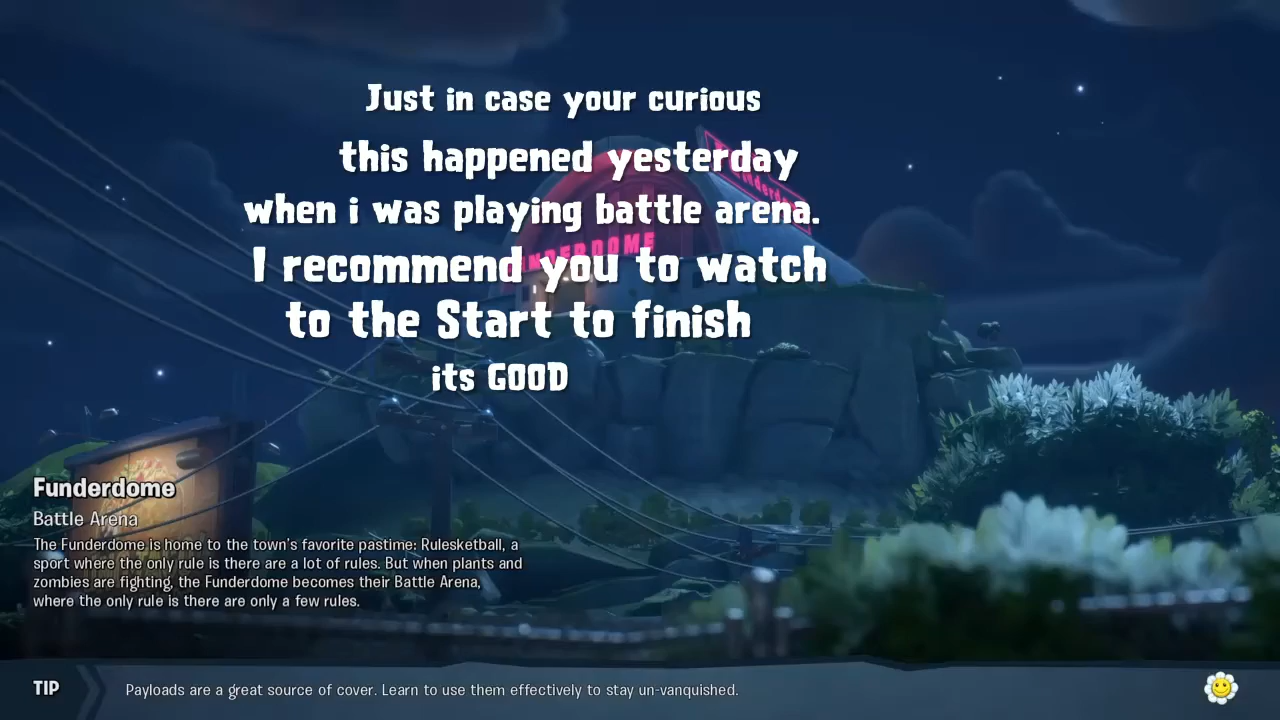 Just in case your curious
this happened yesterday
when i was playing battle arena.
I recommend you to watch
to the Start to finish
its GOOD
Funderdome
Battle Arena
The Funderdome is home to the town's favorite pastime: Rulesketball, a
sport where the only rule is there are a lot of rules. But when plants and
zombies are fighting, the Funderdome becomes their Battle Arena,
where the only rule is there are only a few rules.
TIP
Payloads are a great source of cover. Learn to use them effectively to stay un-vanquished.